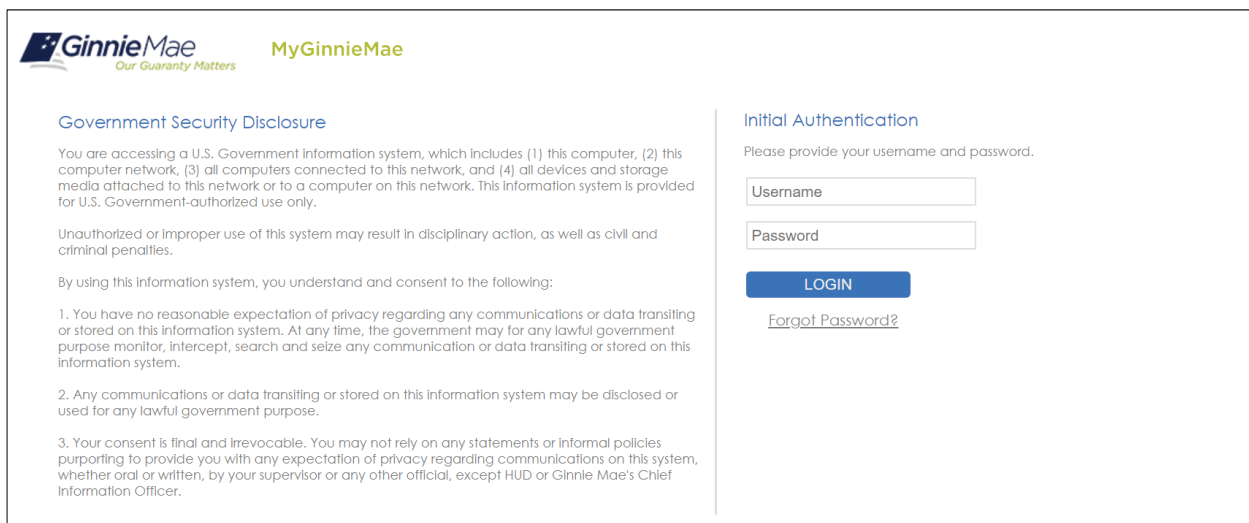 GinnieMae
Our Guaranty Matters
MyGinnieMae
Government Security Disclosure
You are accessing a U.S. Government information system, which includes (1) this computer, (2) this
computer network, (3) all computers connected to this network, and (4) all devices and storage
media attached to this network or to a computer on this network. This information system is provided
for U.S. Government-authorized use only.
Unauthorized or improper use of this system may result in disciplinary action, as well as civil and
criminal penalties.
By using this information system, you understand and consent to the following:
1. You have no reasonable expectation of privacy regarding any communications or data transiting
or stored on this information system. At any time, the government may for any lawful government
purpose monitor, intercept, search and seize any communication or data transiting or stored on this
information system.
2. Any communications or data transiting or stored on this information system may be disclosed or
used for any lawful government purpose.
3. Your consent is final and irrevocable. You may not rely on any statements or informal policies
purporting to provide you with any expectation of privacy regarding communications on this system,
whether oral or written, by your supervisor or any other official, except HUD or Ginnie Mae's Chief
Information Officer.
Initial Authentication
Please provide your username and password.
Username
Password
LOGIN
Forgot Password?